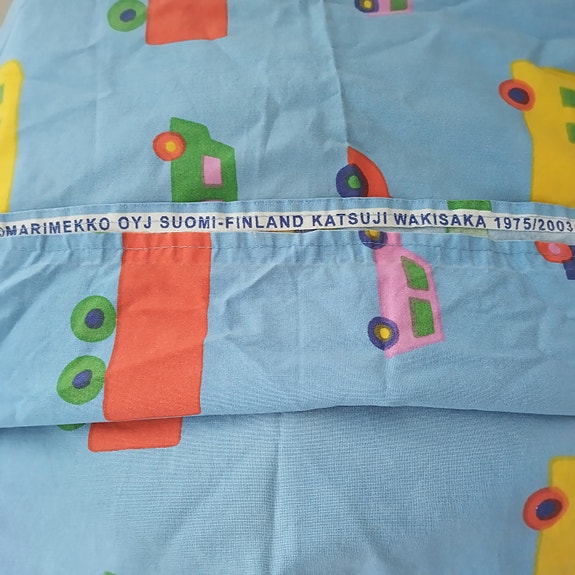 MARIMEKKO OYJ SUOMI-FINLAND KATSUJI WAKISAKA 1975/2003